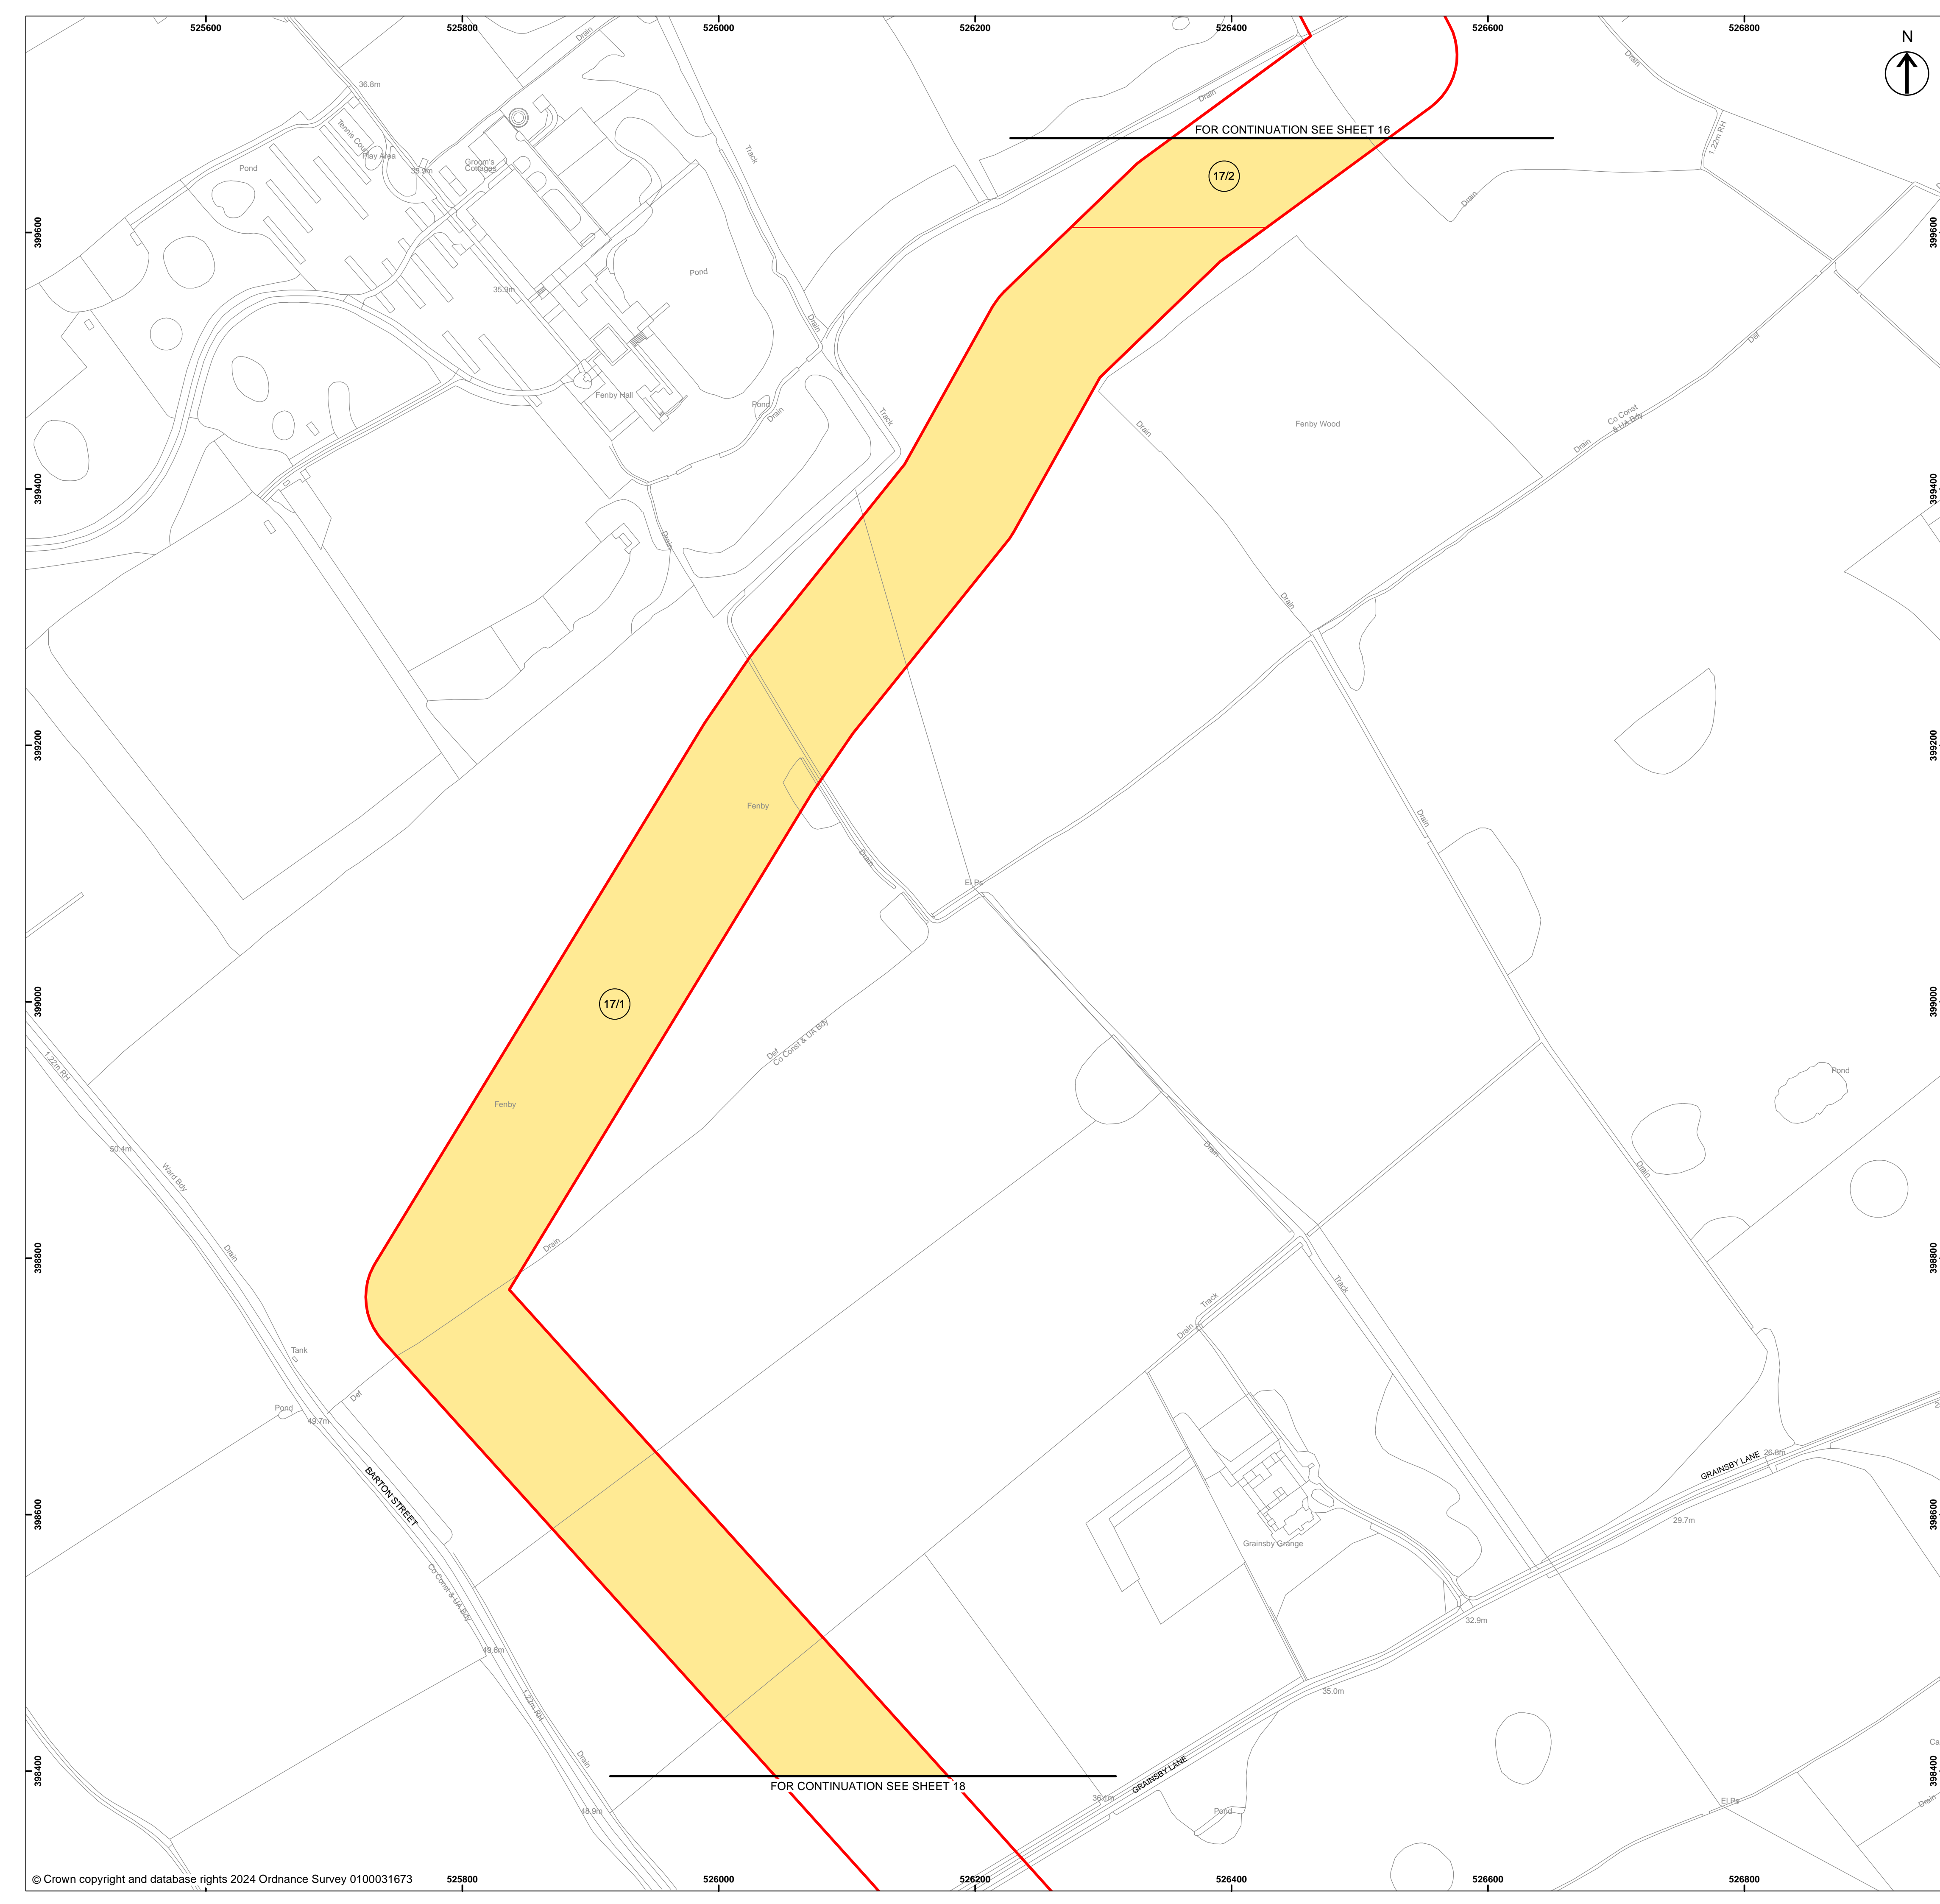 525600
525800
526000
526200
526400
526600
526800
N
Drain
Drain
36.8m
Drain
FOR CONTINUATION SEE SHEET 16
Tennis Court
Play Area
1.22m RH
Track
Pond
35.9m
Groom's
Cottages
17/2
Drain
399600
399600
Pond
35.9m
Drain
Def
Fenby Hall
Pond
Drain
Track
Co Const
& UA Bdy
Fenby Wood
Drain
Drain
399400
399400
Drain
Drain
399200
399200
Fenby
Drain
Drain
El Ps
399000
17/1
399000
Def
Co Const & UA Bdy
1.22m RH
Pond
Fenby
50.4m
Ward Bdy
Drain
Drain
Drain
Drain
398800
398800
Track
Track
Drain
Tank
Def
Pond
49.7m
26.8m
GRAINSBY LANE
BARTON STREET
398600
398600
29.7m
Grainsby Grange
Co Const & UA Bdy
32.9m
49.6m
35.0m
1.22m RH
Drain
398400
398400
GRAINSBY LANE
FOR CONTINUATION SEE SHEET 18
36.1m
El Ps
Drain
48.9m
Pond
© Crown copyright and database rights 2024 Ordnance Survey 0100031673
525800
526000
526200
526400
526600
526800